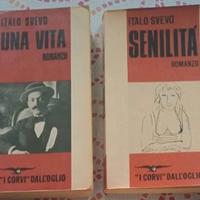 ITALO SVEVO
UNA VITA
ROMANZO
"I CORVI" DALL'OGLIO
ITALO SVEVO
SENILITÀ
ROMANZO
"I CORVI" DALL'OGLIO